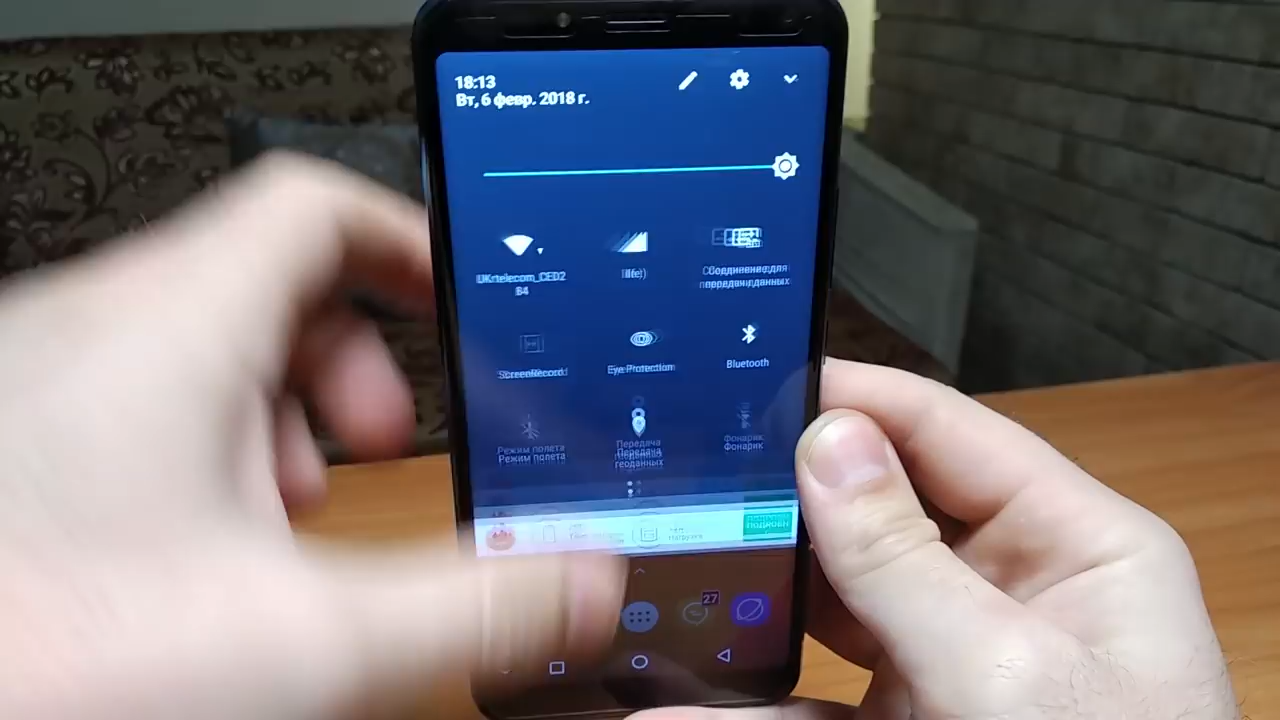 18:13
Вт, 6 февр. 2018 г.
UKrtelecom_CED2
B4
life:)
Соединение для
передачи данных
ScreenRecord
Eye Protection
Bluetooth
Режим полета
Передача
геоданных
Фонарик
27